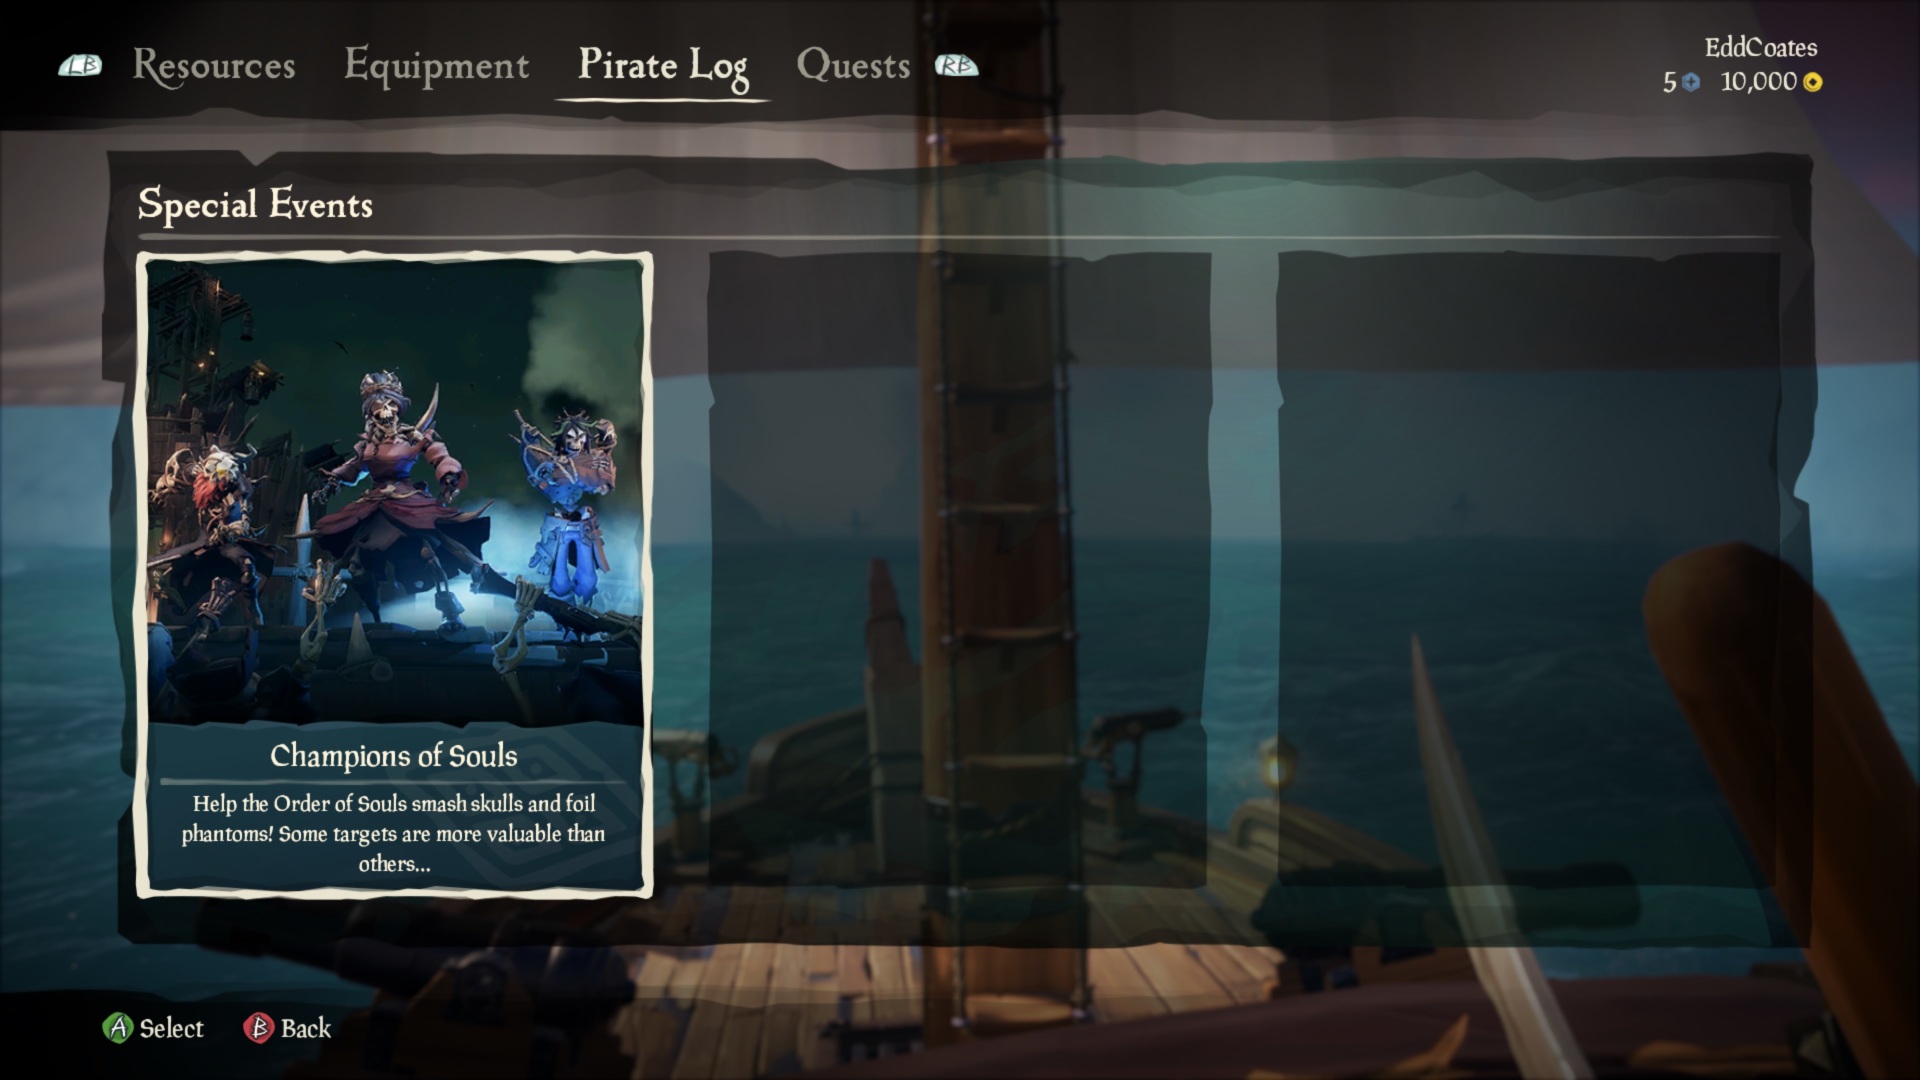 LB Resources Equipment Pirate Log Quests RB
EddCoates
5 10,000
Special Events
Champions of Souls
Help the Order of Souls smash skulls and foil
phantoms! Some targets are more valuable than
others...
A Select B Back